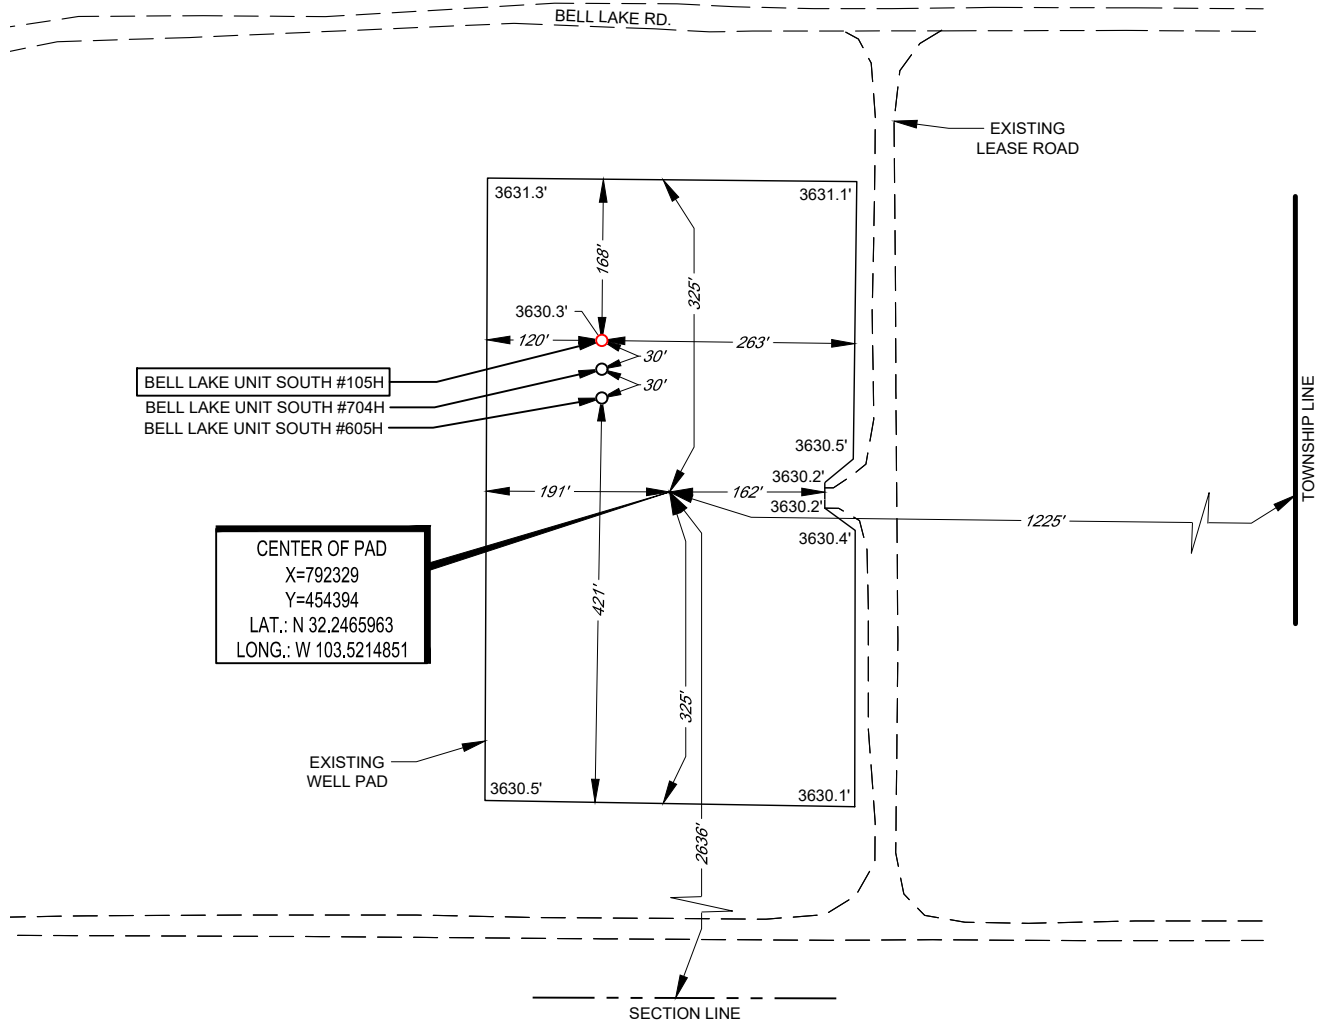 BELL LAKE RD.
EXISTING
LEASE ROAD
3631.3'
3631.1'
168'
325'
3630.3'
120'
263'
30'
30'
BELL LAKE UNIT SOUTH #105H
BELL LAKE UNIT SOUTH #704H
BELL LAKE UNIT SOUTH #605H
TOWNSHIP LINE
3630.5'
3630.2'
191'
162'
3630.2'
1225'
3630.4'
CENTER OF PAD
X=792329
Y=454394
LAT.: N 32.2465963
LONG.: W 103.5214851
421'
325'
EXISTING
WELL PAD
3630.5'
3630.1'
2636'
SECTION LINE